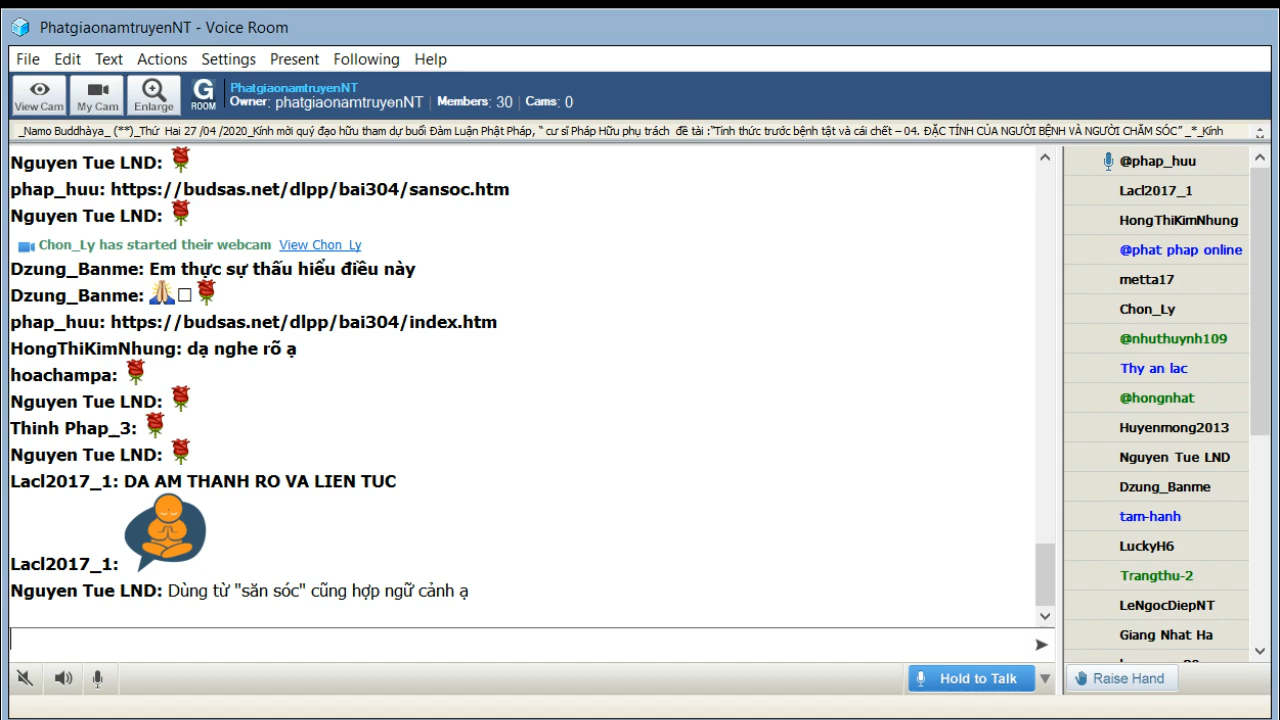 PhatgiaonamtruyenNT - Voice Room
File Edit Text Actions Settings Present Following Help
View Cam My Cam Enlarge G ROOM
PhatgiaonamtruyenNT
Owner: phatgiaonamtruyenNT | Members: 30 | Cams: 0
_Namo Buddhàya_ (**)_Thứ Hai 27 /04 /2020_Kính mời quý đạo hữu tham dự buổi Đàm Luận Phật Pháp, “ cư sĩ Pháp Hữu phụ trách đề tài :“Tỉnh thức trước bệnh tật và cái chết – 04. ĐẶC TÍNH CỦA NGƯỜI BỆNH VÀ NGƯỜI CHĂM SÓC” _*_Kính
Nguyen Tue LND:
phap_huu: https://budsas.net/dlpp/bai304/sansoc.htm
Nguyen Tue LND:
Chon_Ly has started their webcam View Chon_Ly
Dzung_Banme: Em thực sự thấu hiểu điều này
Dzung_Banme:
phap_huu: https://budsas.net/dlpp/bai304/index.htm
HongThiKimNhung: dạ nghe rõ ạ
hoachampa:
Nguyen Tue LND:
Thinh Phap_3:
Nguyen Tue LND:
Lacl2017_1: DA AM THANH RO VA LIEN TUC
Lacl2017_1:
Nguyen Tue LND: Dùng từ "săn sóc" cũng hợp ngữ cảnh ạ
@phap_huu
Lacl2017_1
HongThiKimNhung
@phat phap online
metta17
Chon_Ly
@nhuthuynh109
Thy an lac
@hongnhat
Huyenmong2013
Nguyen Tue LND
Dzung_Banme
tam-hanh
LuckyH6
Trangthu-2
LeNgocDiepNT
Giang Nhat Ha
Hold to Talk
Raise Hand